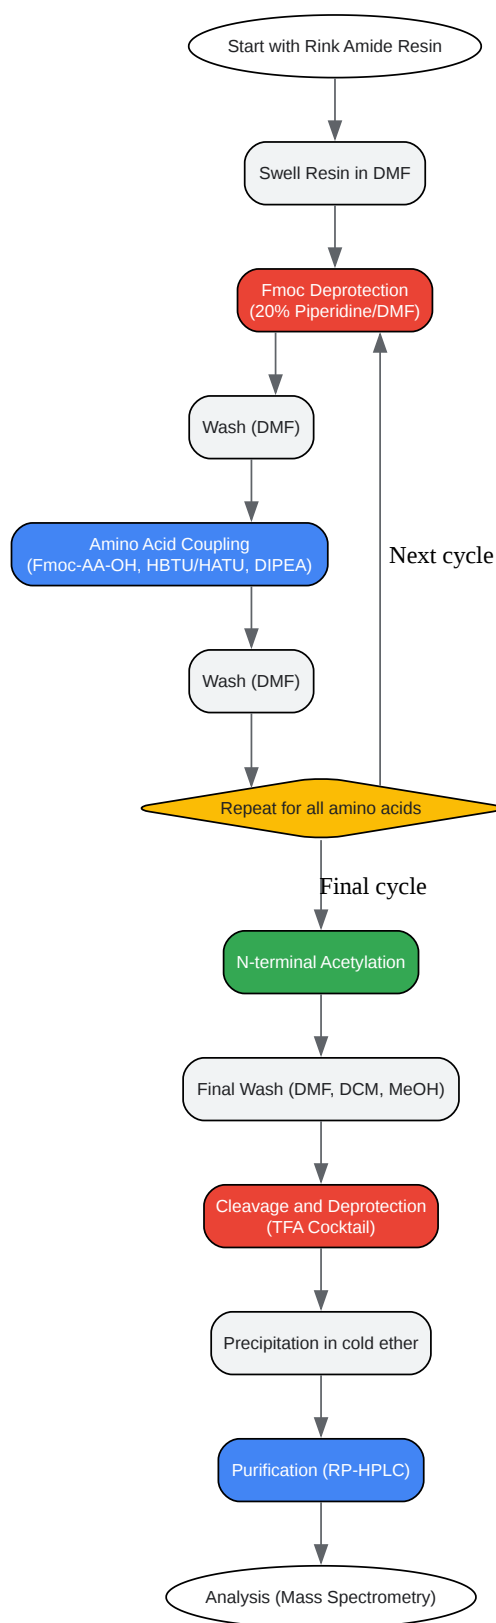 Start with Rink Amide Resin
Swell Resin in DMF
Fmoc Deprotection
(20% Piperidine/DMF)
Wash (DMF)
Amino Acid Coupling
(Fmoc-AA-OH, HBTU/HATU, DIPEA)
Next cycle
Wash (DMF)
Repeat for all amino acids
Final cycle
N-terminal Acetylation
Final Wash (DMF, DCM, MeOH)
Cleavage and Deprotection
(TFA Cocktail)
Precipitation in cold ether
Purification (RP-HPLC)
Analysis (Mass Spectrometry)